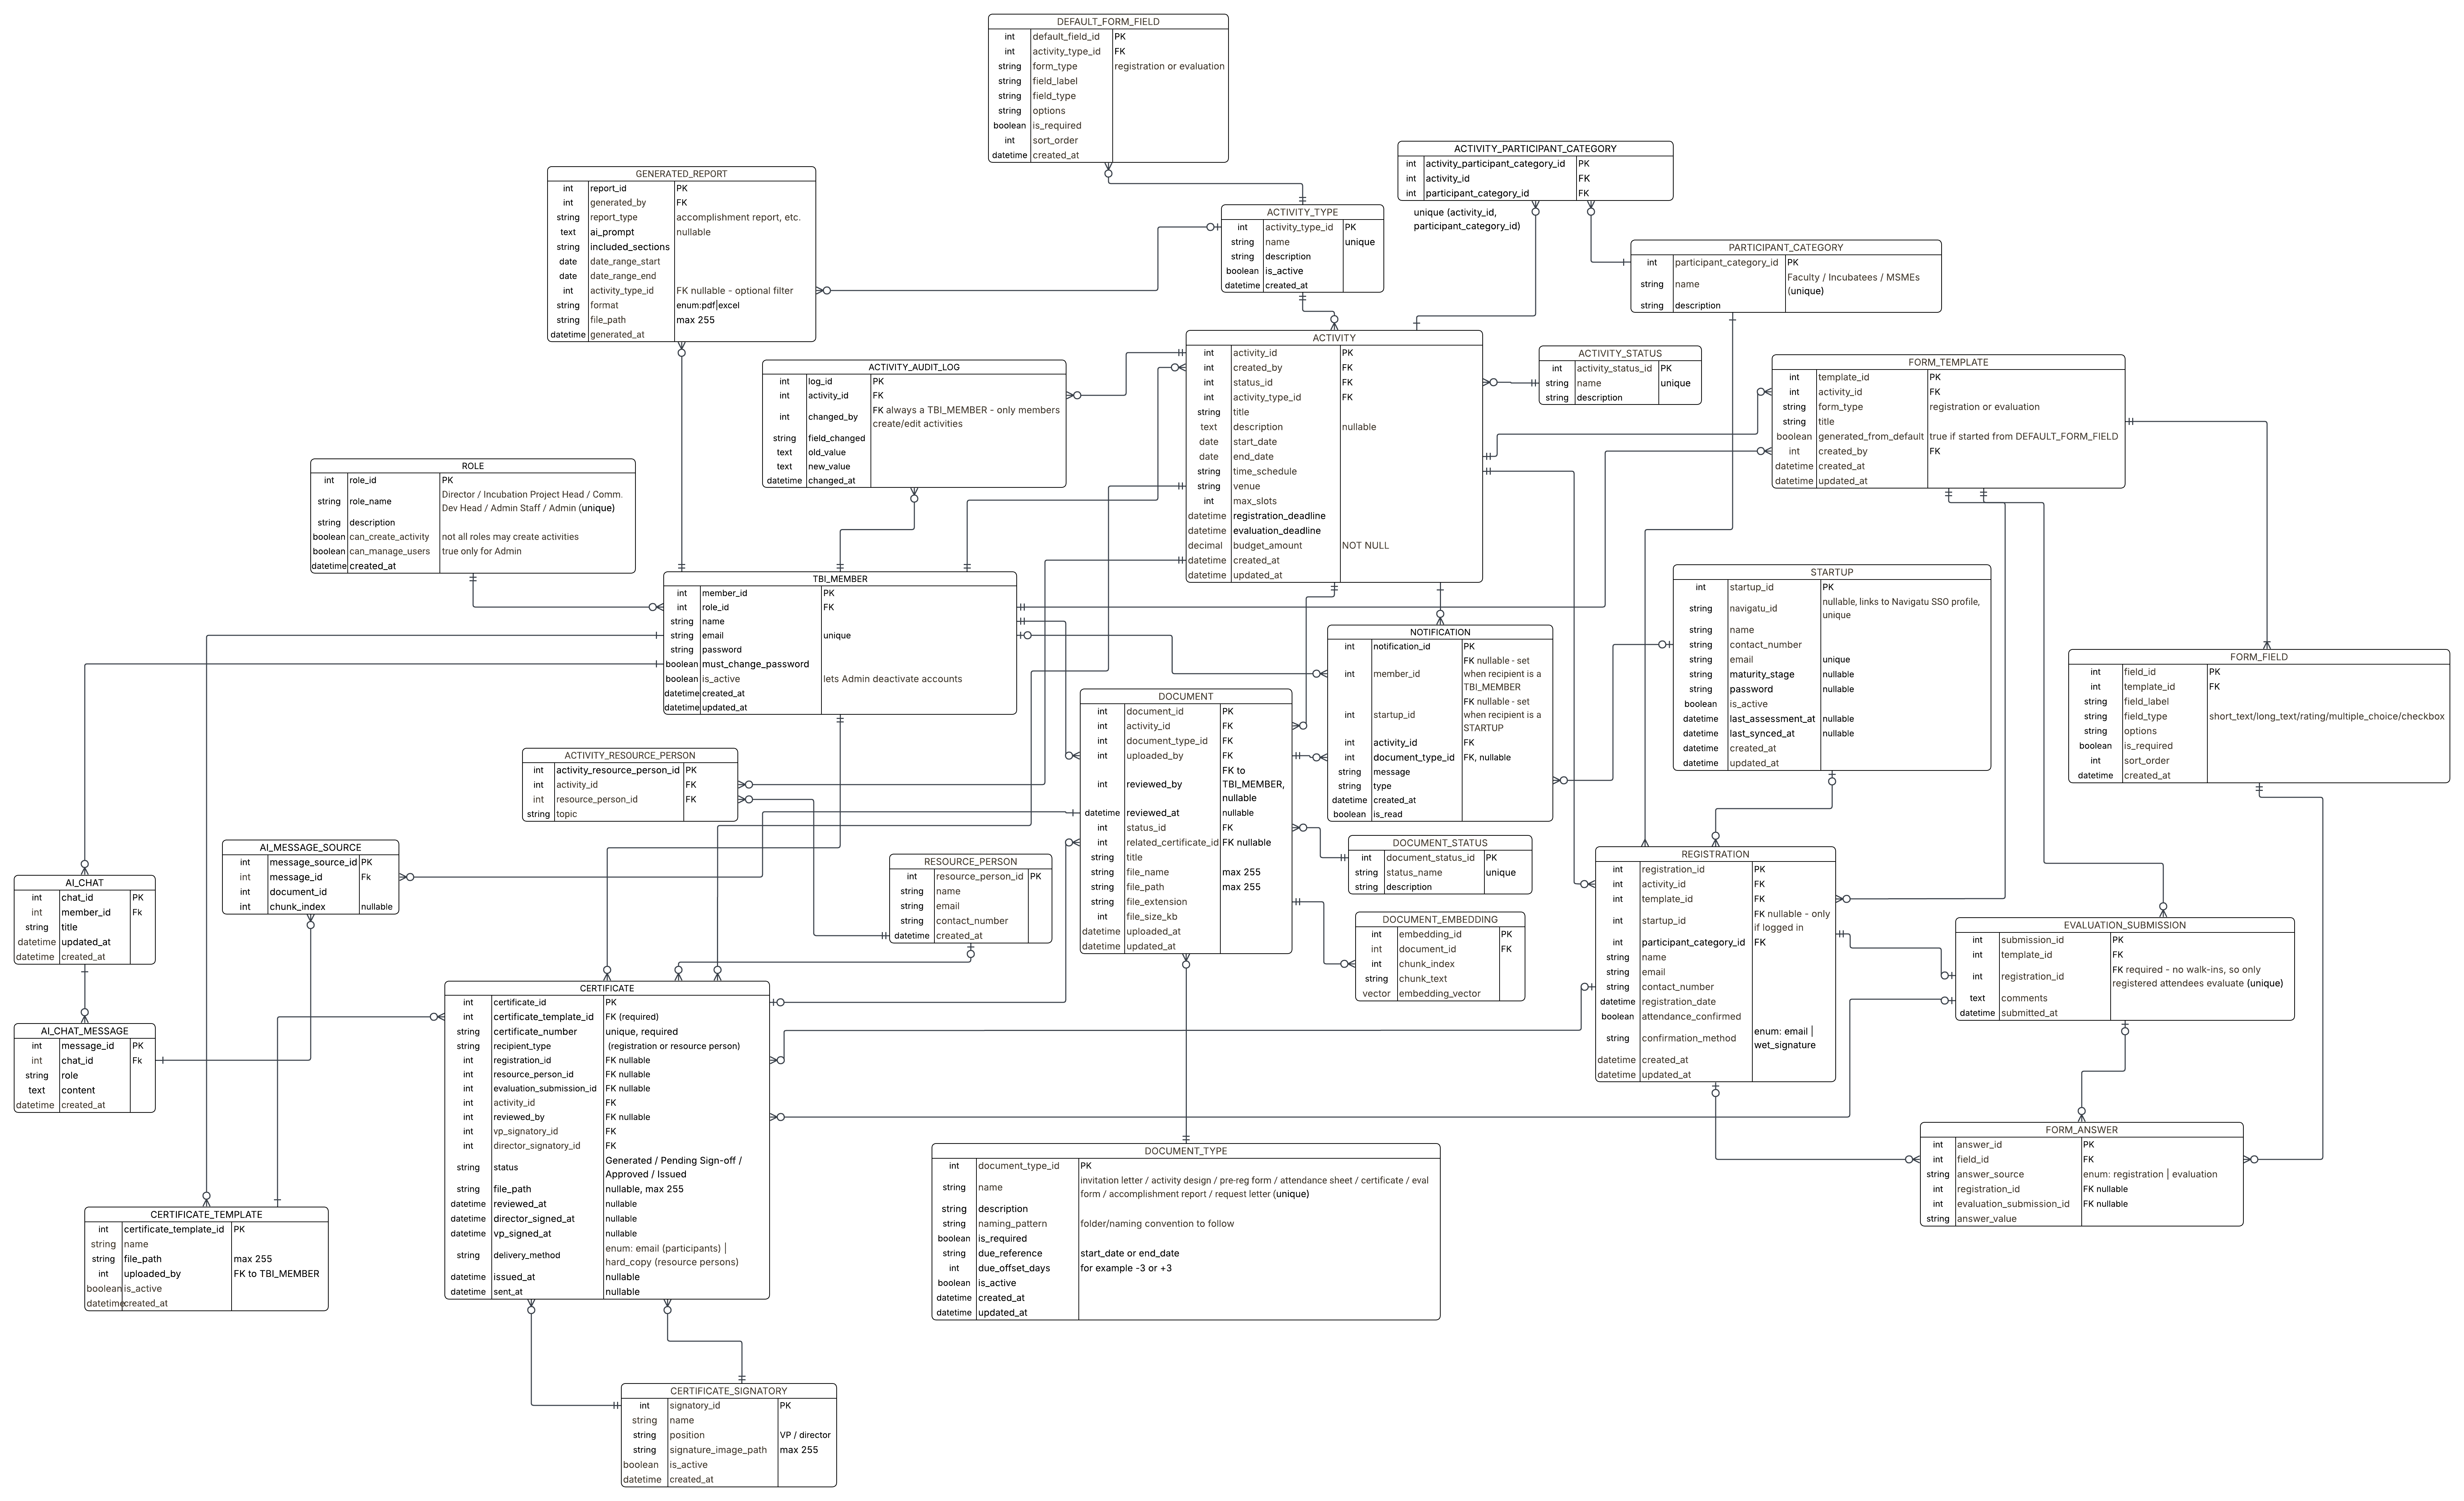 DEFAULT_FORM_FIELD
int default_field_id PK
int activity_type_id FK
string form_type registration or evaluation
string field_label
string field_type
string options
boolean is_required
int sort_order
datetime created_at
ACTIVITY_PARTICIPANT_CATEGORY
int activity_participant_category_id PK
int activity_id FK
int participant_category_id FK
unique (activity_id,
participant_category_id)
GENERATED_REPORT
int report_id PK
int generated_by FK
string report_type accomplishment report, etc.
text ai_prompt nullable
string included_sections
date date_range_start
date date_range_end
int activity_type_id FK nullable - optional filter
string format enum:pdf|excel
string file_path max 255
datetime generated_at
ACTIVITY_TYPE
int activity_type_id PK
string name unique
string description
boolean is_active
datetime created_at
PARTICIPANT_CATEGORY
int participant_category_id PK
string name Faculty / Incubatees / MSMEs
(unique)
string description
ACTIVITY
int activity_id PK
int created_by FK
int status_id FK
int activity_type_id FK
string title
text description nullable
date start_date
date end_date
string time_schedule
string venue
int max_slots
datetime registration_deadline
datetime evaluation_deadline
decimal budget_amount NOT NULL
datetime created_at
datetime updated_at
ACTIVITY_STATUS
int activity_status_id PK
string name unique
string description
FORM_TEMPLATE
int template_id PK
int activity_id FK
string form_type registration or evaluation
string title
boolean generated_from_default true if started from DEFAULT_FORM_FIELD
int created_by FK
datetime created_at
datetime updated_at
ACTIVITY_AUDIT_LOG
int log_id PK
int activity_id FK
int changed_by FK always a TBI_MEMBER - only members
create/edit activities
string field_changed
text old_value
text new_value
datetime changed_at
ROLE
int role_id PK
string role_name Director / Incubation Project Head / Comm.
Dev Head / Admin Staff / Admin (unique)
string description
boolean can_create_activity not all roles may create activities
boolean can_manage_users true only for Admin
datetime created_at
TBI_MEMBER
int member_id PK
int role_id FK
string name
string email unique
string password
boolean must_change_password
boolean is_active lets Admin deactivate accounts
datetime created_at
datetime updated_at
STARTUP
int startup_id PK
string navigatu_id nullable, links to Navigatu SSO profile,
unique
string name
string contact_number
string email unique
string maturity_stage nullable
string password nullable
boolean is_active
datetime last_assessment_at nullable
datetime last_synced_at nullable
datetime created_at
datetime updated_at
NOTIFICATION
int notification_id PK
int member_id FK nullable - set
when recipient is a
TBI_MEMBER
int startup_id FK nullable - set
when recipient is a
STARTUP
int activity_id FK
int document_type_id FK, nullable
string message
string type
datetime created_at
boolean is_read
FORM_FIELD
int field_id PK
int template_id FK
string field_label
string field_type short_text/long_text/rating/multiple_choice/checkbox
string options
boolean is_required
int sort_order
datetime created_at
DOCUMENT
int document_id PK
int activity_id FK
int document_type_id FK
int uploaded_by FK
int reviewed_by FK to
TBI_MEMBER,
nullable
datetime reviewed_at nullable
int status_id FK
int related_certificate_id FK nullable
string title
string file_name max 255
string file_path max 255
string file_extension
int file_size_kb
datetime uploaded_at
datetime updated_at
ACTIVITY_RESOURCE_PERSON
int activity_resource_person_id PK
int activity_id FK
int resource_person_id FK
string topic
AI_MESSAGE_SOURCE
int message_source_id PK
int message_id Fk
int document_id
int chunk_index nullable
RESOURCE_PERSON
int resource_person_id PK
string name
string email
string contact_number
datetime created_at
DOCUMENT_STATUS
int document_status_id PK
string status_name unique
string description
REGISTRATION
int registration_id PK
int activity_id FK
int template_id FK
int startup_id FK nullable - only
if logged in
int participant_category_id FK
string name
string email
string contact_number
datetime registration_date
boolean attendance_confirmed
string confirmation_method enum: email |
wet_signature
datetime created_at
datetime updated_at
AI_CHAT
int chat_id PK
int member_id Fk
string title
datetime updated_at
datetime created_at
DOCUMENT_EMBEDDING
int embedding_id PK
int document_id FK
int chunk_index
string chunk_text
vector embedding_vector
EVALUATION_SUBMISSION
int submission_id PK
int template_id FK
int registration_id FK required - no walk-ins, so only
registered attendees evaluate (unique)
text comments
datetime submitted_at
CERTIFICATE
int certificate_id PK
int certificate_template_id FK (required)
string certificate_number unique, required
string recipient_type (registration or resource person)
int registration_id FK nullable
int resource_person_id FK nullable
int evaluation_submission_id FK nullable
int activity_id FK
int reviewed_by FK nullable
int vp_signatory_id FK
int director_signatory_id FK
string status Generated / Pending Sign-off /
Approved / Issued
string file_path nullable, max 255
datetime reviewed_at nullable
datetime director_signed_at nullable
datetime vp_signed_at nullable
string delivery_method enum: email (participants) |
hard_copy (resource persons)
datetime issued_at nullable
datetime sent_at nullable
AI_CHAT_MESSAGE
int message_id PK
int chat_id Fk
string role
text content
datetime created_at
FORM_ANSWER
int answer_id PK
int field_id FK
string answer_source enum: registration | evaluation
int registration_id FK nullable
int evaluation_submission_id FK nullable
string answer_value
DOCUMENT_TYPE
int document_type_id PK
string name invitation letter / activity design / pre-reg form / attendance sheet / certificate / eval
form / accomplishment report / request letter (unique)
string description
string naming_pattern folder/naming convention to follow
boolean is_required
string due_reference start_date or end_date
int due_offset_days for example -3 or +3
boolean is_active
datetime created_at
datetime updated_at
CERTIFICATE_TEMPLATE
int certificate_template_id PK
string name
string file_path max 255
int uploaded_by FK to TBI_MEMBER
boolean is_active
datetime created_at
CERTIFICATE_SIGNATORY
int signatory_id PK
string name
string position VP / director
string signature_image_path max 255
boolean is_active
datetime created_at